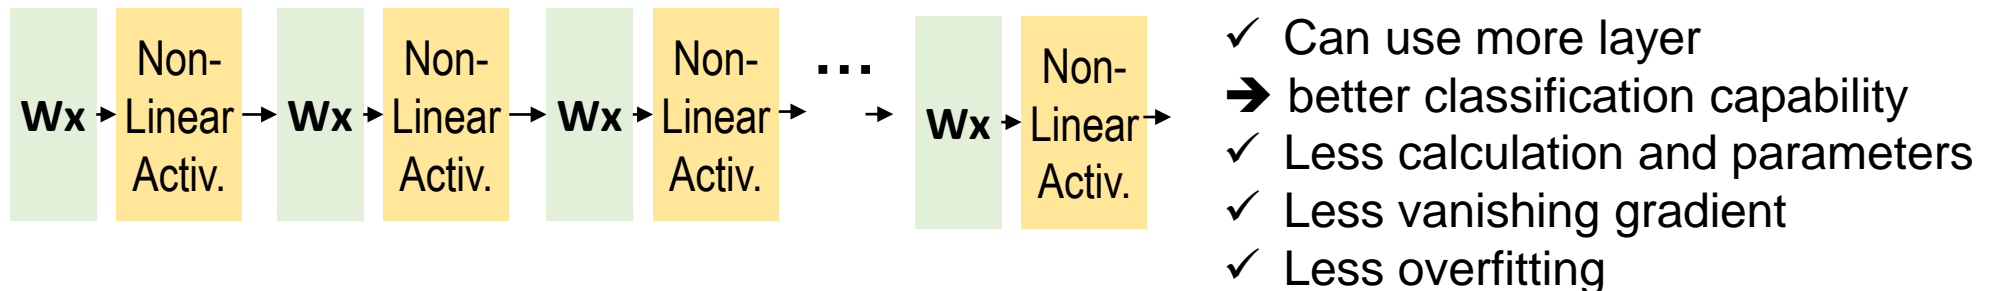 Wx
Non-
Linear
Activ.
Wx
Non-
Linear
Activ.
Wx
Non-
Linear
Activ.
...
Wx
Non-
Linear
Activ.
✓ Can use more layer
➔ better classification capability
✓ Less calculation and parameters
✓ Less vanishing gradient
✓ Less overfitting